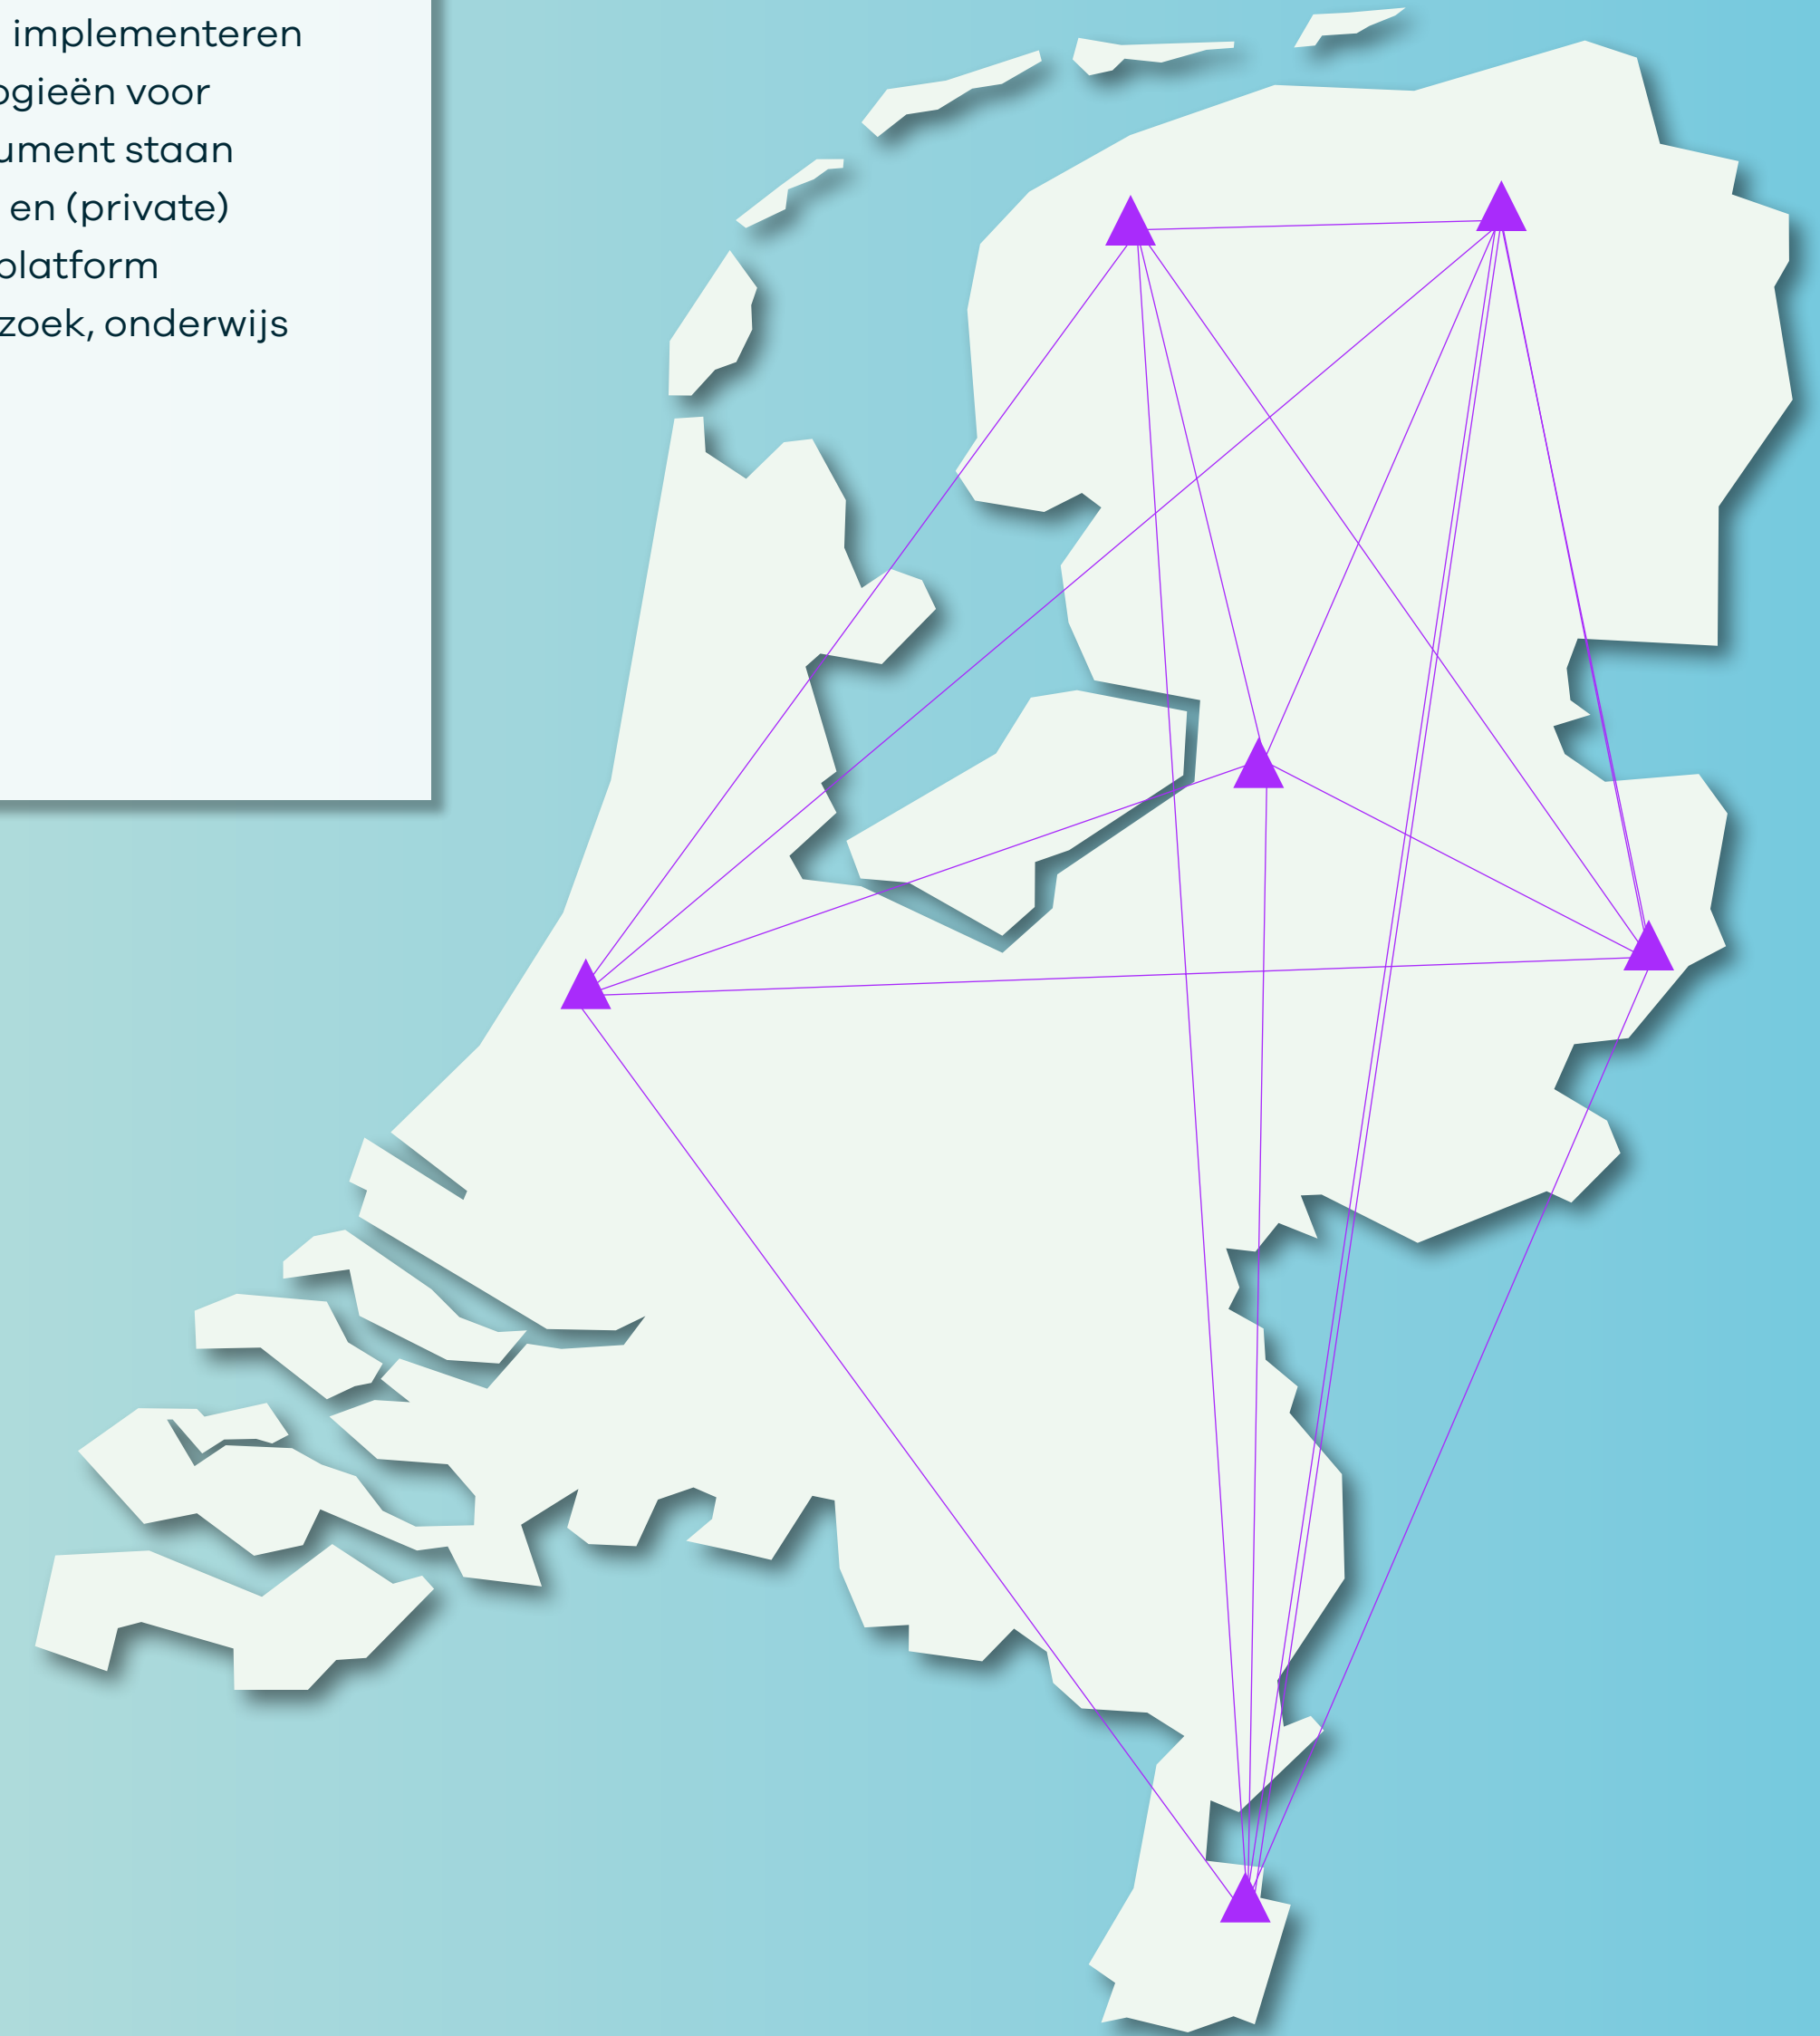 implementeren
ogieën voor
ument staan
en (private)
platform
zoek, onderwijs